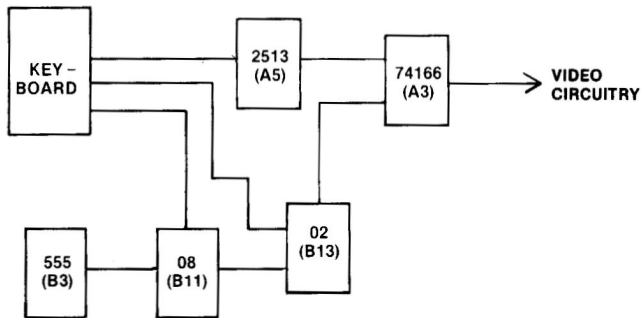 KEY –
BOARD
2513
(A5)
74166
(A3)
VIDEO
CIRCUITRY
555
(B3)
08
(B11)
02
(B13)